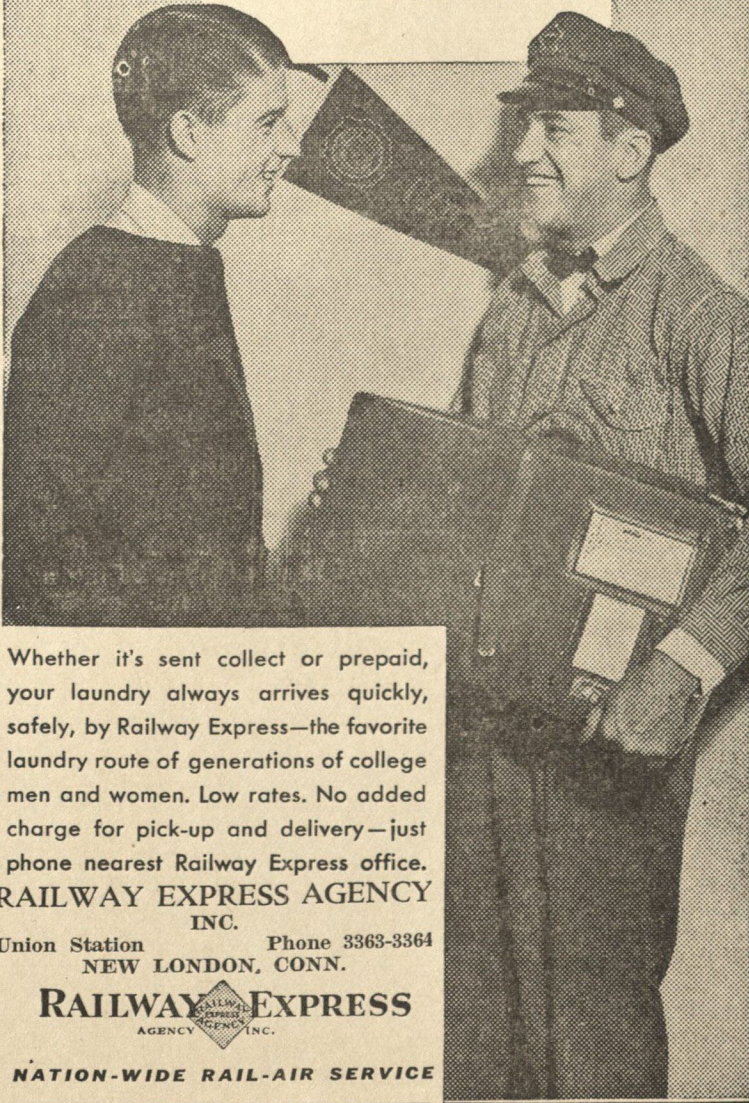 Whether it's sent collect or prepaid,
your laundry always arrives quickly,
safely, by Railway Express—the favorite
laundry route of generations of college
men and women. Low rates. No added
charge for pick-up and delivery—just
phone nearest Railway Express office.
RAILWAY EXPRESS AGENCY
INC.
Union Station Phone 3363-3364
NEW LONDON, CONN.
RAILWAY EXPRESS
RAILWAY
EXPRESS
AGENCY
AGENCY INC.
NATION-WIDE RAIL-AIR SERVICE